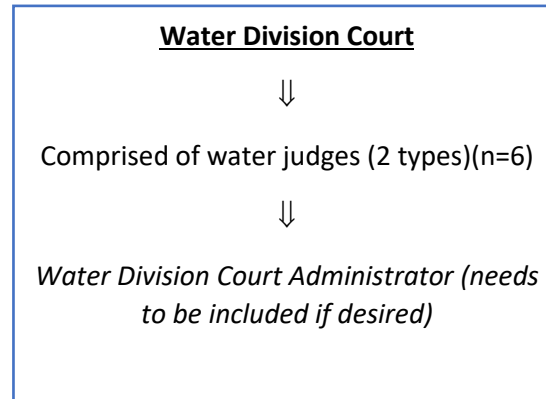 Water Division Court
⇓
Comprised of water judges (2 types)(n=6)
⇓
Water Division Court Administrator (needs
to be included if desired)